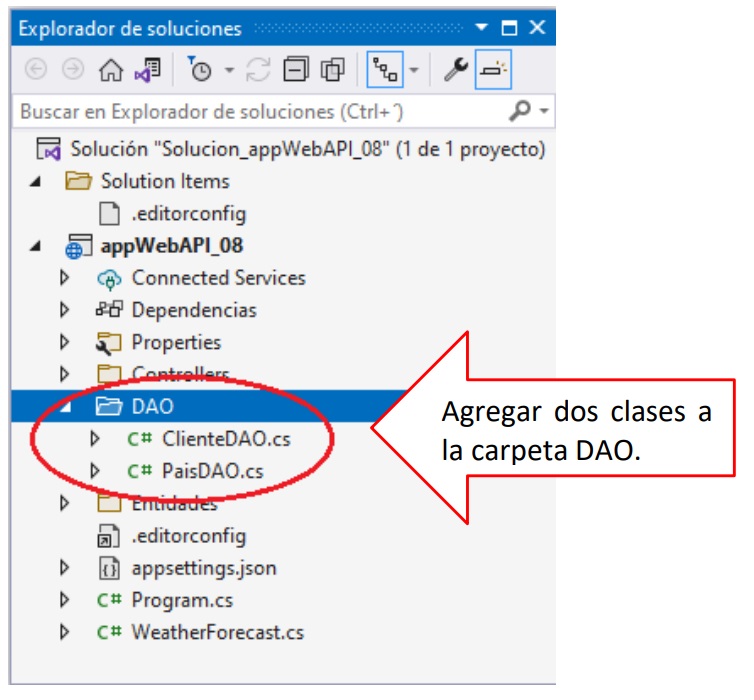 Explorador de soluciones
Buscar en Explorador de soluciones (Ctrl+´)
Solución "Solucion_appWebAPI_08" (1 de 1 proyecto)
Solution Items
.editorconfig
appWebAPI_08
Connected Services
Dependencias
Properties
Controllers
DAO
C# ClienteDAO.cs
C# PaisDAO.cs
Entidades
.editorconfig
appsettings.json
C# Program.cs
C# WeatherForecast.cs
Agregar dos clases a
la carpeta DAO.